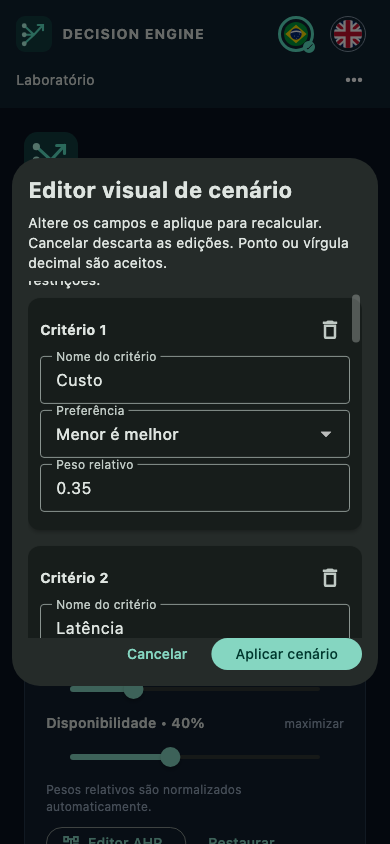 DECISION ENGINE
Laboratório
Editor visual de cenário
Altere os campos e aplique para recalcular.
Cancelar descarta as edições. Ponto ou vírgula
decimal são aceitos.
restrições.
Critério 1
Nome do critério
Custo
Preferência
Menor é melhor
Peso relativo
0.35
Critério 2
Nome do critério
Latência
Cancelar
Aplicar cenário
Disponibilidade • 40%
maximizar
Pesos relativos são normalizados
automaticamente.
Editor AHP
Restaurar